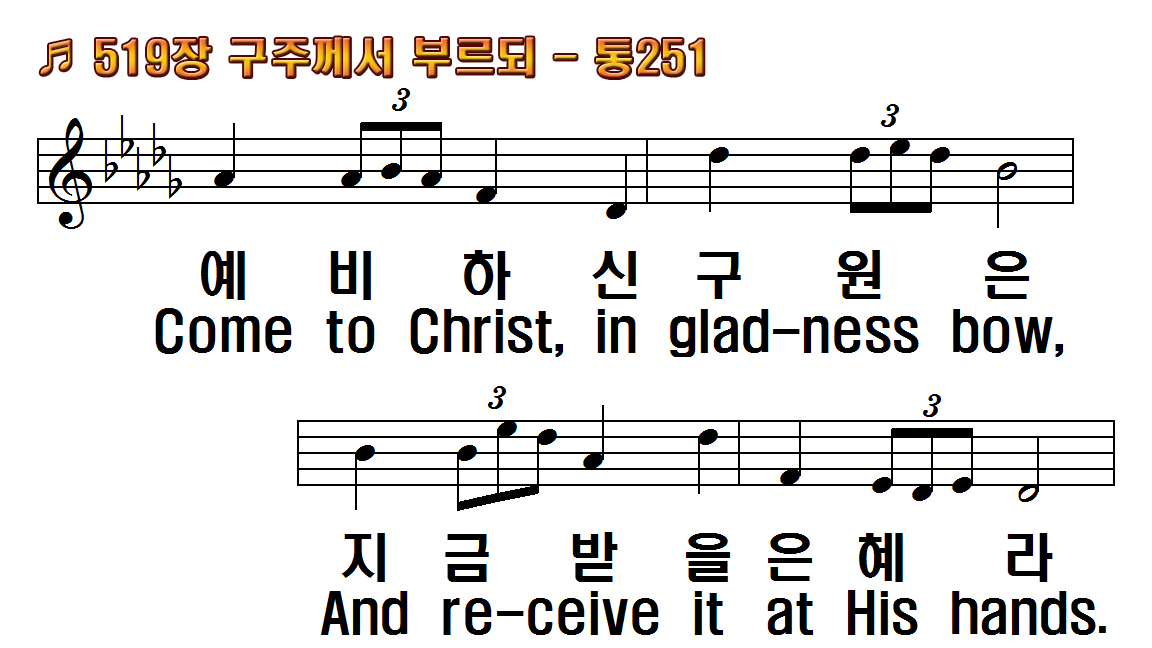 ♬ 519장 구주께서 부르되 - 통251
3 3
예 비 하 신 구 원 은
Come to Christ, in glad-ness bow,
3 3
지 금 받 을 은 혜 라
And re-ceive it at His hands.